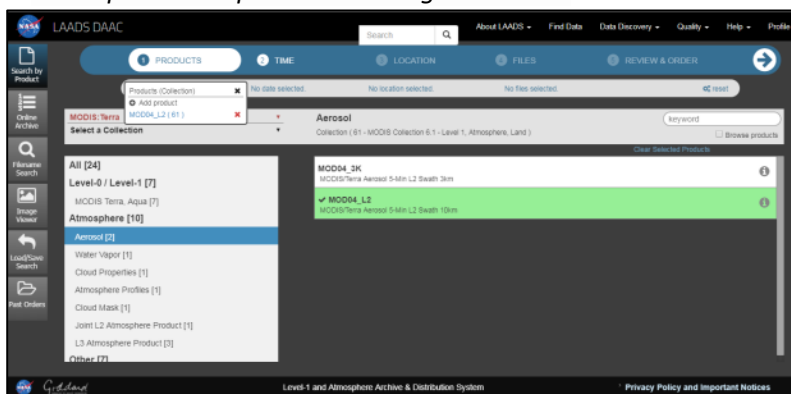 NASA
LAADS DAAC
Search
About LAADS
Find Data
Data Discovery
Quality
Help
Profile
Search by Product
1 PRODUCTS
2 TIME
3 LOCATION
4 FILES
5 REVIEW & ORDER
Products (Collection)
Add product
MOD04_L2 ( 61 )
No date selected.
No location selected.
No files selected.
reset
Online Archive
MODIS:Terra
Select a Collection
Aerosol
Collection ( 61 - MODIS Collection 6.1 - Level 1, Atmosphere, Land )
keyword
Browse products
Clear Selected Products
Filename Search
Image Viewer
Load/Save Search
Past Orders
All [24]
Level-0 / Level-1 [7]
MODIS Terra, Aqua [7]
Atmosphere [10]
Aerosol [2]
Water Vapor [1]
Cloud Properties [1]
Atmosphere Profiles [1]
Cloud Mask [1]
Joint L2 Atmosphere Product [1]
L3 Atmosphere Product [3]
Other [7]
MOD04_3K
MODIS/Terra Aerosol 5-Min L2 Swath 3km
MOD04_L2
MODIS/Terra Aerosol 5-Min L2 Swath 10km
NASA
Goddard
Level-1 and Atmosphere Archive & Distribution System
Privacy Policy and Important Notices